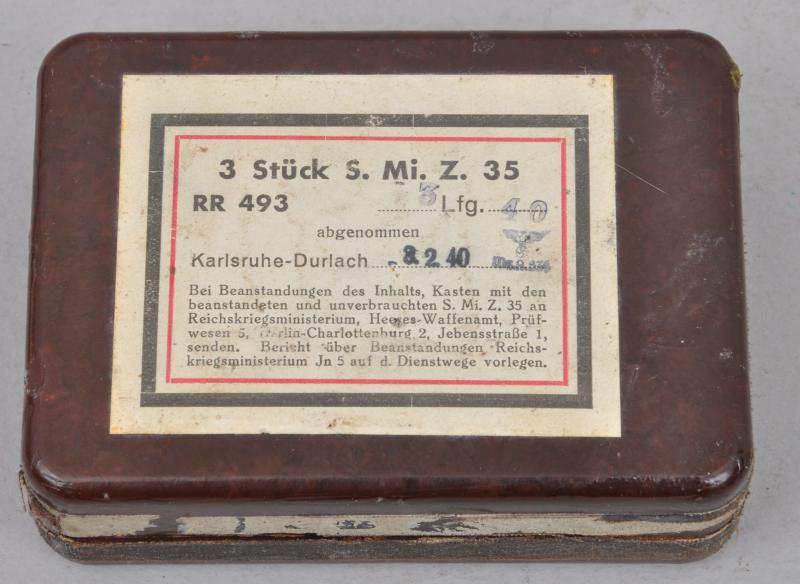 3 Stück S. Mi. Z. 35
RR 493 3 Lfg. 40
abgenommen
Karlsruhe-Durlach 8. 2. 40
Bei Beanstandungen des Inhalts, Kasten mit den
beanstandeten und unverbrauchten S. Mi. Z. 35 an
Reichskriegsministerium, Heeres-Waffenamt, Prüf-
wesen 5, Berlin-Charlottenburg 2, Jebensstraße 1,
senden. Bericht über Beanstandungen Reichs-
kriegsministerium Jn 5 auf d. Dienstwege vorlegen.